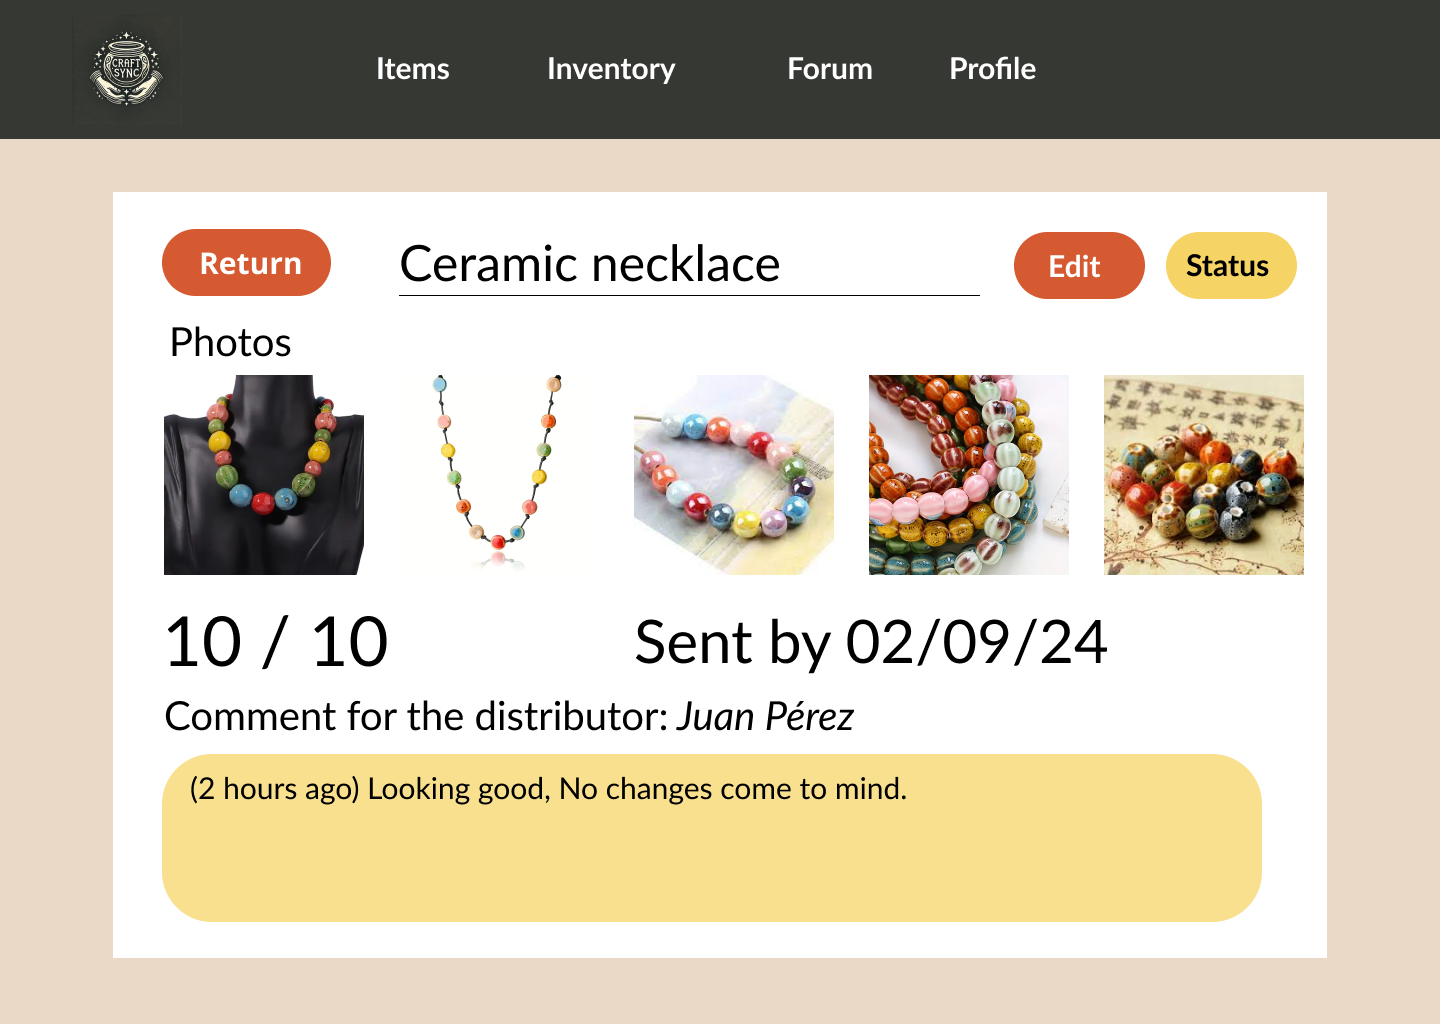 CRAFT
SYNC
Items Inventory Forum Profile
Return Ceramic necklace Edit Status
Photos
10 / 10 Sent by 02/09/24
Comment for the distributor: Juan Pérez
(2 hours ago) Looking good, No changes come to mind.